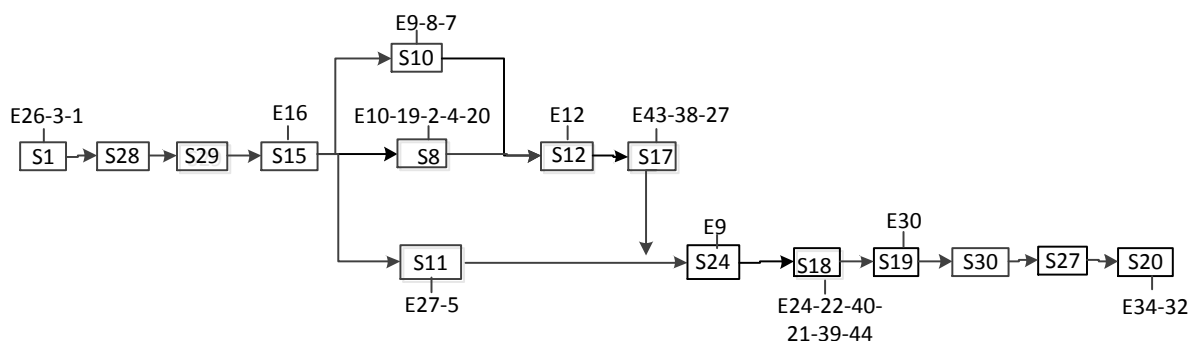 E9-8-7
S10
E26-3-1
E16
E10-19-2-4-20
E12
E43-38-27
S1
S28
S29
S15
S8
S12
S17
E9
E30
S11
S24
S18
S19
S30
S27
S20
E27-5
E24-22-40-
21-39-44
E34-32